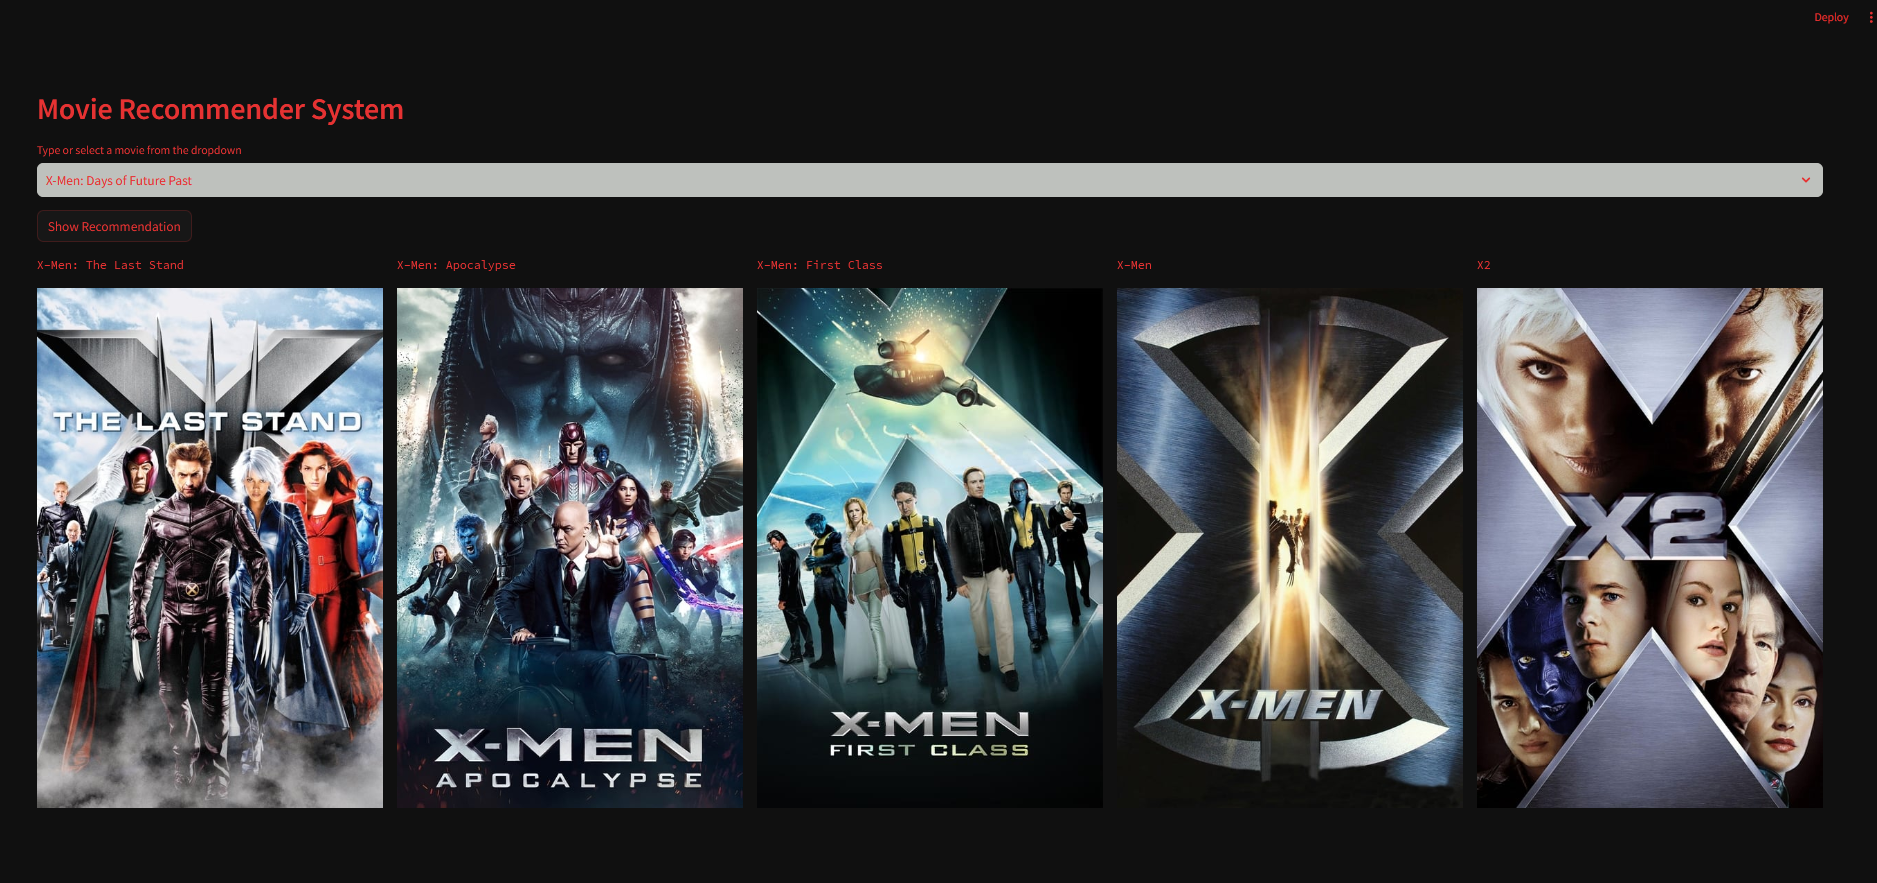 Deploy
Movie Recommender System
Type or select a movie from the dropdown
X-Men: Days of Future Past
Show Recommendation
X-Men: The Last Stand
X-Men: Apocalypse
X-Men: First Class
X-Men
X2
THE LAST STAND
X-MEN
APOCALYPSE
X-MEN
FIRST CLASS
X-MEN
X2